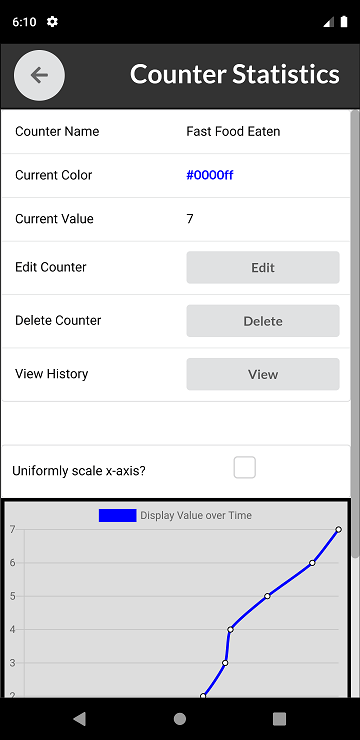 6:10
Counter Statistics
Counter Name Fast Food Eaten
Current Color #0000ff
Current Value 7
Edit Counter Edit
Delete Counter Delete
View History View
Uniformly scale x-axis?
Display Value over Time
7
6
5
4
3
2